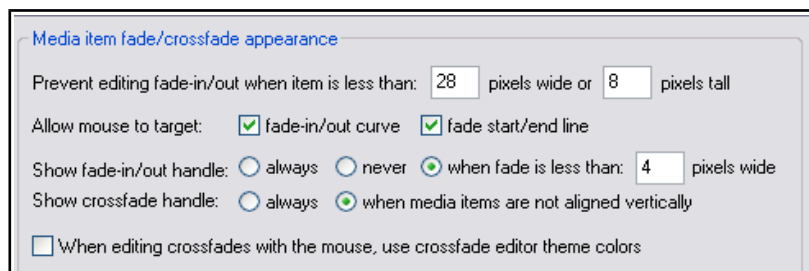 Media item fade/crossfade appearance
Prevent editing fade-in/out when item is less than: 28 pixels wide or 8 pixels tall
Allow mouse to target: fade-in/out curve fade start/end line
Show fade-in/out handle: always never when fade is less than: 4 pixels wide
Show crossfade handle: always when media items are not aligned vertically
When editing crossfades with the mouse, use crossfade editor theme colors